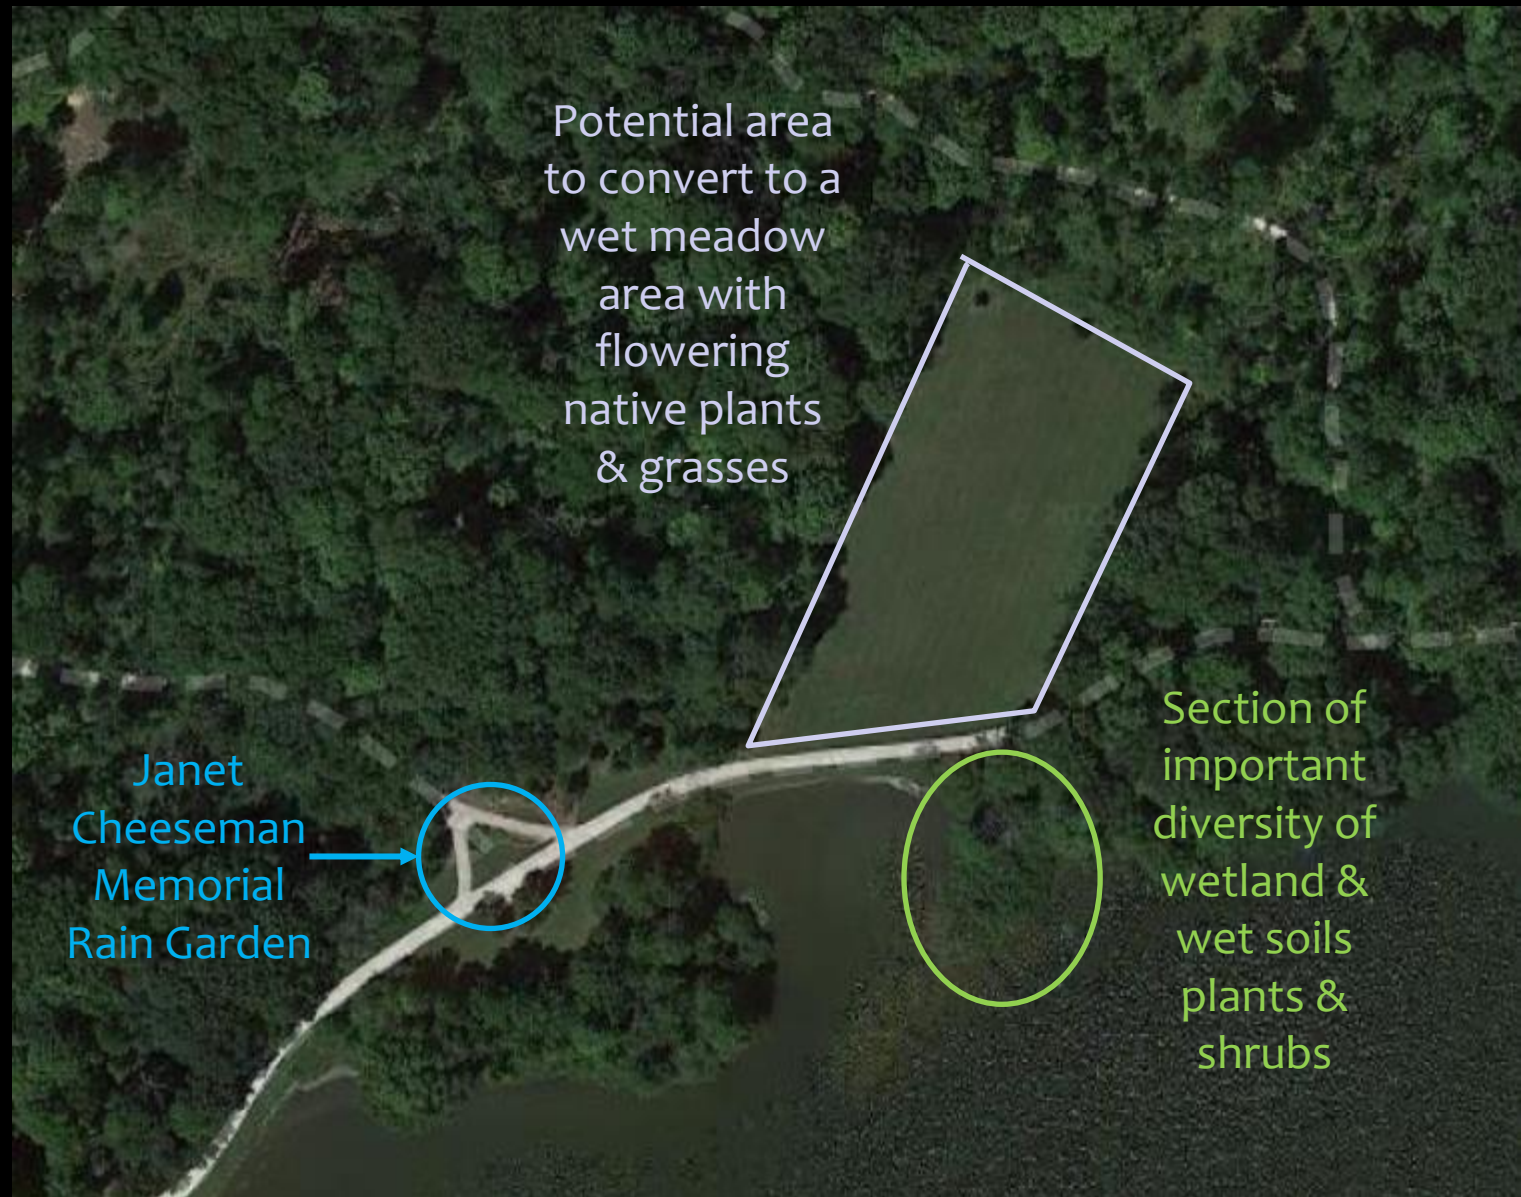 Potential area
to convert to a
wet meadow
area with
flowering
native plants
& grasses
Janet
Cheeseman
Memorial
Rain Garden
Section of
important
diversity of
wetland &
wet soils
plants &
shrubs